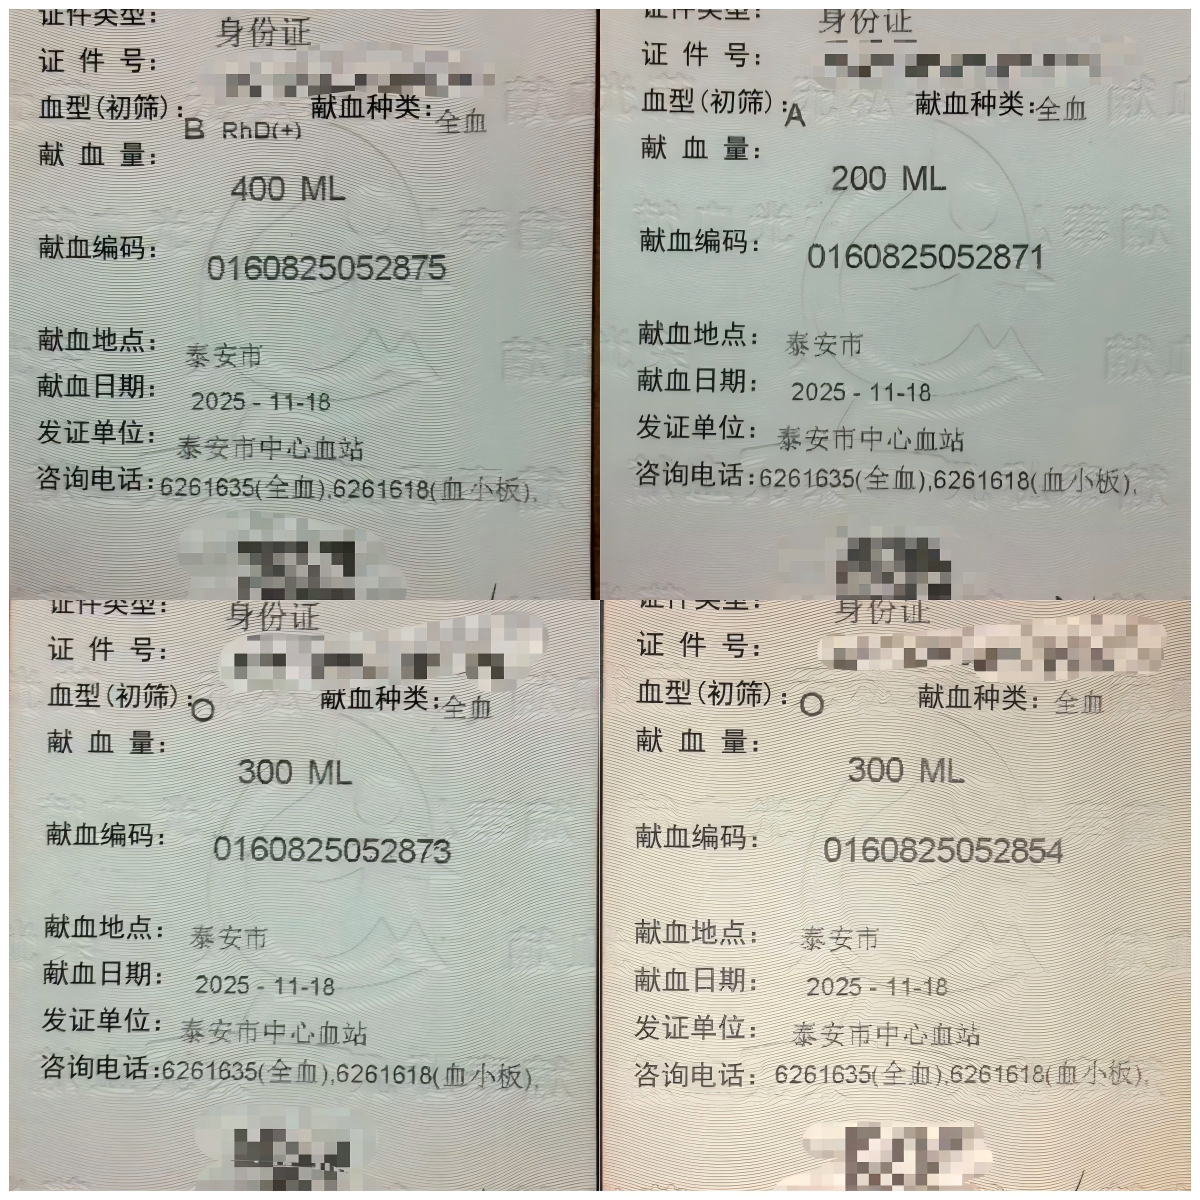 证件类型:
身份证
证 件 号:
血型(初筛): B RhD(+) 献血种类: 全血
献 血 量:
400 ML
献血编码: 0160825052875
献血地点: 泰安市
献血日期: 2025 - 11-18
发证单位: 泰安市中心血站
咨询电话:6261635(全血),6261618(血小板),
证件类型:
身份证
证 件 号:
血型(初筛): A 献血种类:全血
献 血 量:
200 ML
献血编码: 0160825052871
献血地点: 泰安市
献血日期: 2025 - 11-18
发证单位: 泰安市中心血站
咨询电话:6261635(全血),6261618(血小板),
证件类型:
身份证
证 件 号:
血型(初筛): O 献血种类: 全血
献 血 量:
300 ML
献血编码: 0160825052873
献血地点: 泰安市
献血日期: 2025 - 11-18
发证单位: 泰安市中心血站
咨询电话:6261635(全血),6261618(血小板),
证件类型:
身份证
证 件 号:
血型(初筛): O 献血种类: 全血
献 血 量:
300 ML
献血编码: 0160825052854
献血地点: 泰安市
献血日期: 2025 - 11-18
发证单位: 泰安市中心血站
咨询电话: 6261635(全血),6261618(血小板),